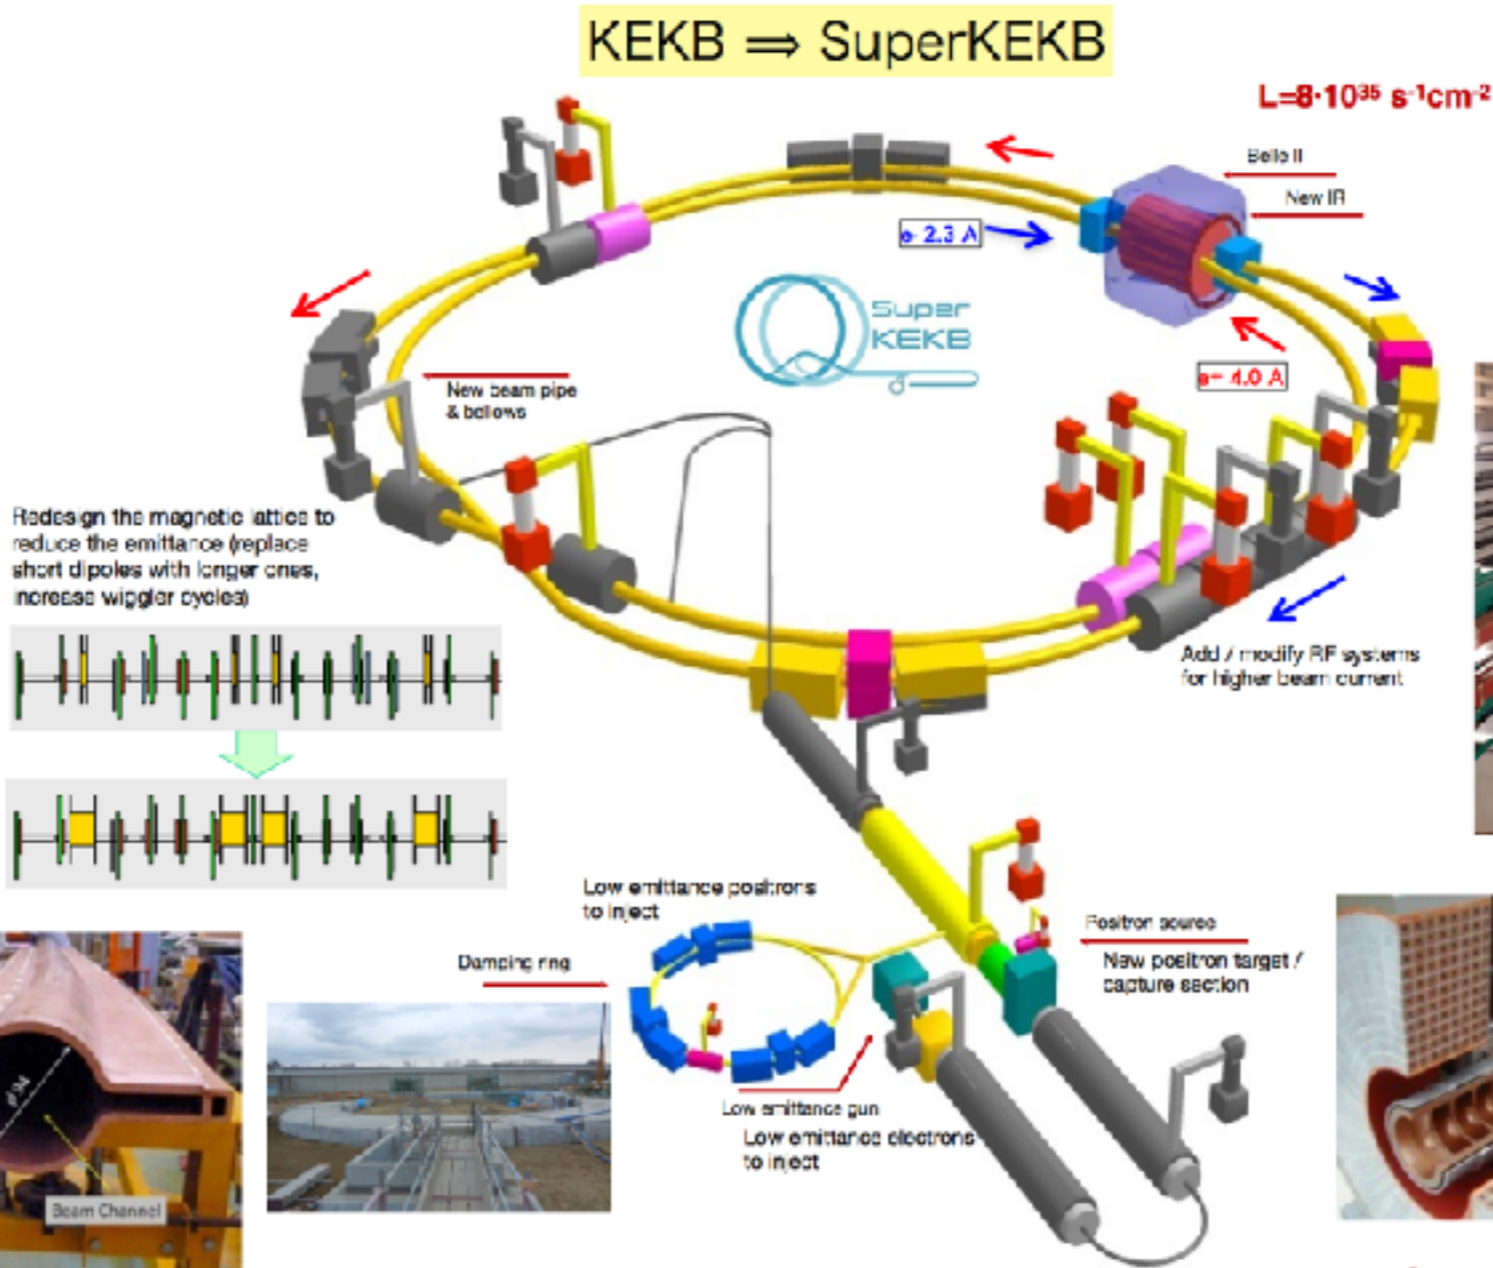 KEKB ⇒ SuperKEKB
L=8·10³⁵ s⁻¹cm⁻²
Belle II
New IR
e- 2.3 A
Super
KEKB
e+ 4.0 A
New beam pipe
& bellows
Redesign the magnetic lattice to
reduce the emittance (replace
short dipoles with longer ones,
increase wiggler cycles)
Add / modify RF systems
for higher beam current
Low emittance positrons
to inject
Positron source
New positron target /
capture section
Damping ring
Low emittance gun
Low emittance electrons
to inject
ø 94
Beam Channel